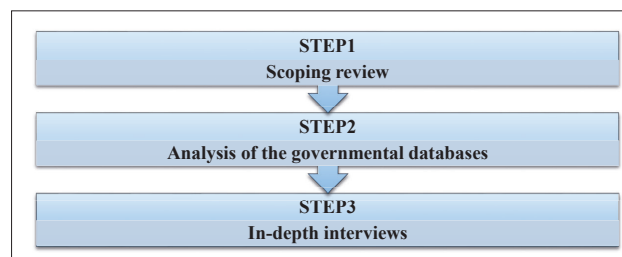 STEP1
Scoping review
STEP2
Analysis of the governmental databases
STEP3
In-depth interviews